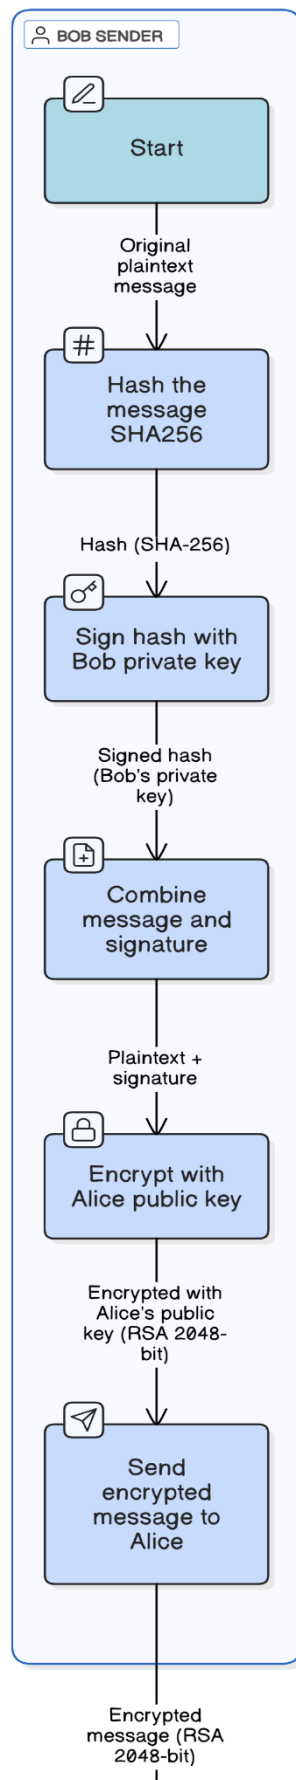 BOB SENDER
Start
Original
plaintext
message
Hash the
message
SHA256
Hash (SHA-256)
Sign hash with
Bob private key
Signed hash
(Bob's private
key)
Combine
message and
signature
Plaintext +
signature
Encrypt with
Alice public key
Encrypted with
Alice's public
key (RSA 2048-
bit)
Send
encrypted
message to
Alice
Encrypted
message (RSA
2048-bit)